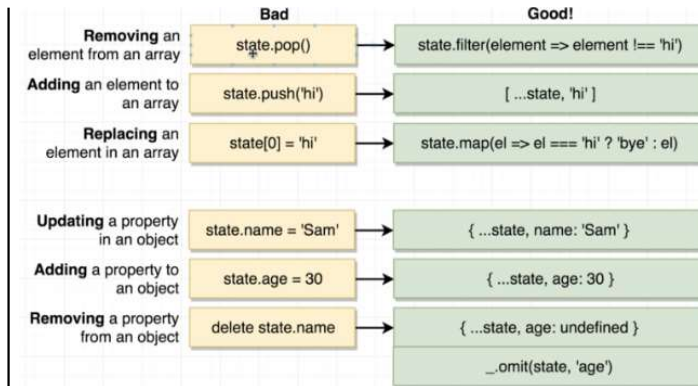 Bad Good!
Removing an
element from an array
state.pop()
state.filter(element => element !== 'hi')
Adding an element to
an array
state.push('hi')
[ ...state, 'hi' ]
Replacing an
element in an array
state[0] = 'hi'
state.map(el => el === 'hi' ? 'bye' : el)
Updating a property
in an object
state.name = 'Sam'
{ ...state, name: 'Sam' }
Adding a property to
an object
state.age = 30
{ ...state, age: 30 }
Removing a property
from an object
delete state.name
{ ...state, age: undefined }
_.omit(state, 'age')